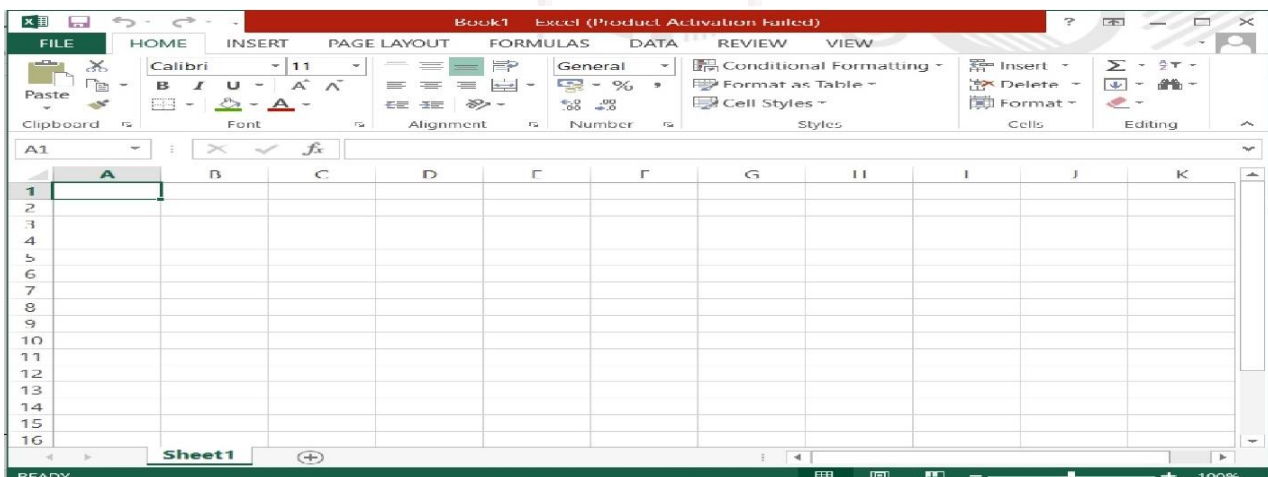 Book1 Excel (Product Activation Failed) ?
FILE HOME INSERT PAGE LAYOUT FORMULAS DATA REVIEW VIEW
Calibri 11 General Conditional Formatting Insert Σ
Paste B I U A A % , Format as Table Delete
A Cell Styles Format
Clipboard Font Alignment Number Styles Cells Editing
A1 fx
A B C D E F G H I J K
1
2
3
4
5
6
7
8
9
10
11
12
13
14
15
16
Sheet1
READY 100%